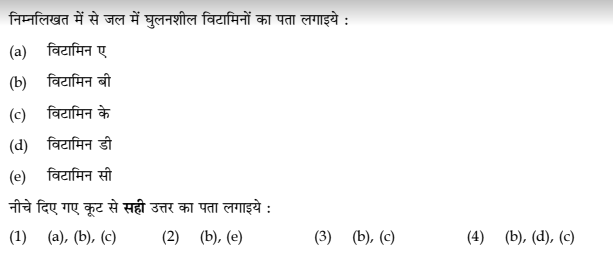 निम्नलिखत में से जल में घुलनशील विटामिनों का पता लगाइये :
(a) विटामिन ए
(b) विटामिन बी
(c) विटामिन के
(d) विटामिन डी
(e) विटामिन सी
नीचे दिए गए कूट से सही उत्तर का पता लगाइये :
(1) (a), (b), (c) (2) (b), (e) (3) (b), (c) (4) (b), (d), (c)